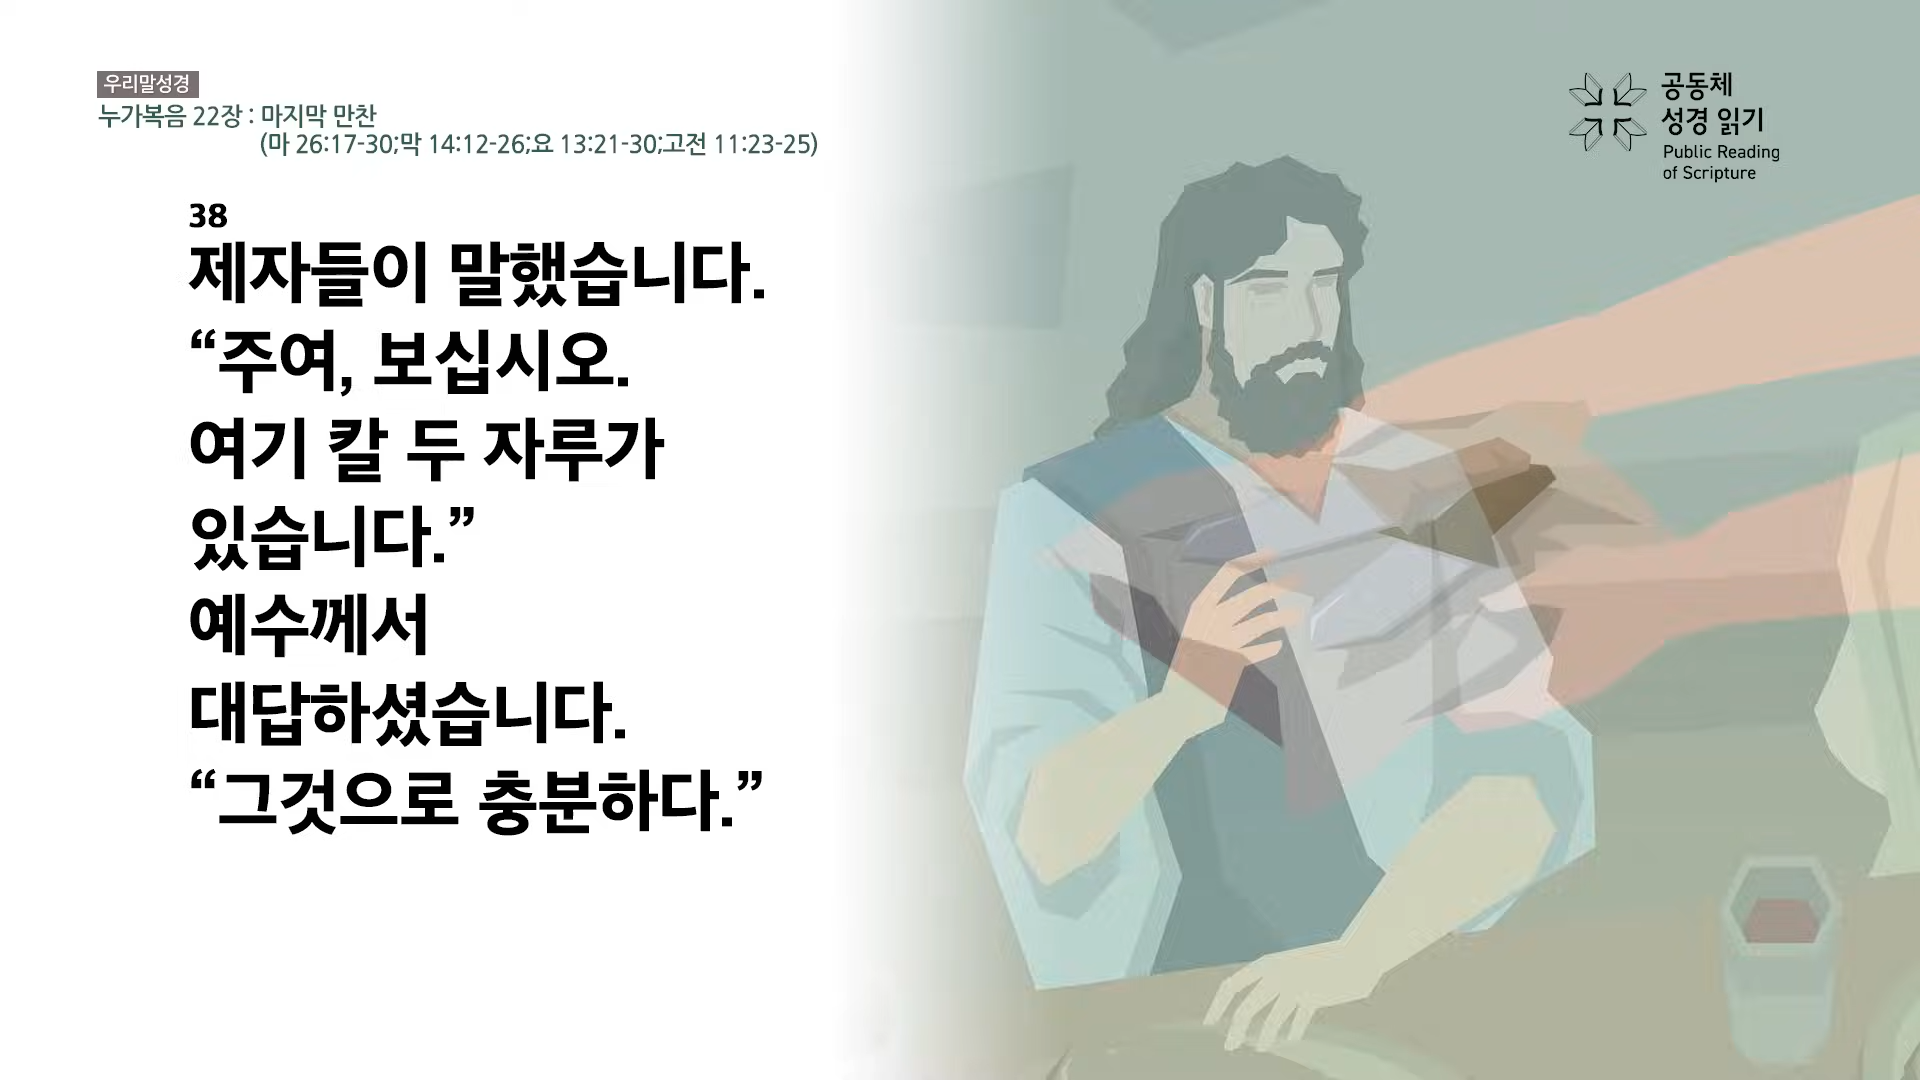 우리말성경
누가복음 22장 : 마지막 만찬
(마 26:17-30;막 14:12-26;요 13:21-30;고전 11:23-25)
38
제자들이 말했습니다.
“주여, 보십시오.
여기 칼 두 자루가
있습니다.”
예수께서
대답하셨습니다.
“그것으로 충분하다.”
공동체
성경 읽기
Public Reading
of Scripture